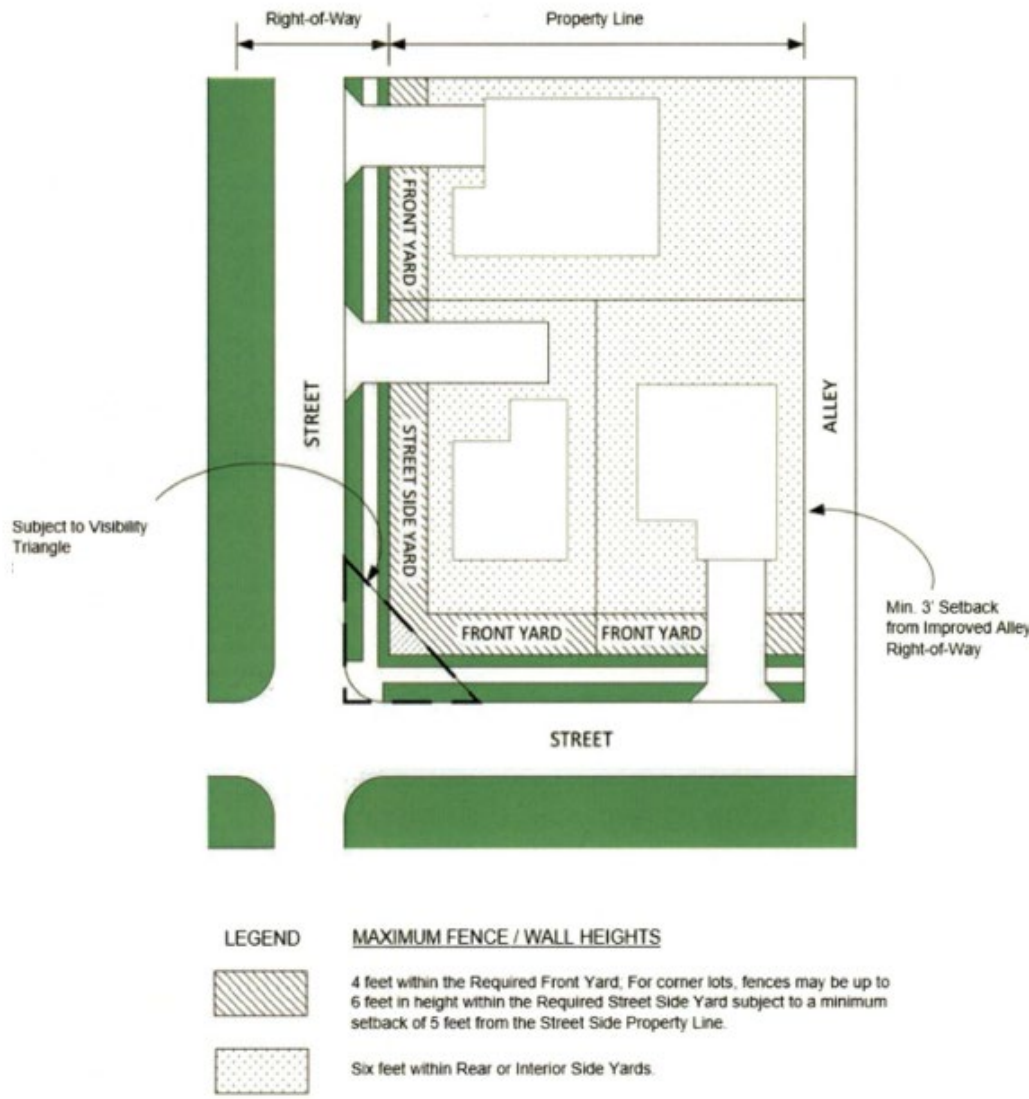 Right-of-Way
Property Line
FRONT YARD
STREET
ALLEY
STREET SIDE YARD
Subject to Visibility
Triangle
FRONT YARD
FRONT YARD
Min. 3' Setback
from Improved Alley
Right-of-Way
STREET
LEGEND
MAXIMUM FENCE / WALL HEIGHTS
4 feet within the Required Front Yard; For corner lots, fences may be up to
6 feet in height within the Required Street Side Yard subject to a minimum
setback of 5 feet from the Street Side Property Line.
Six feet within Rear or Interior Side Yards.